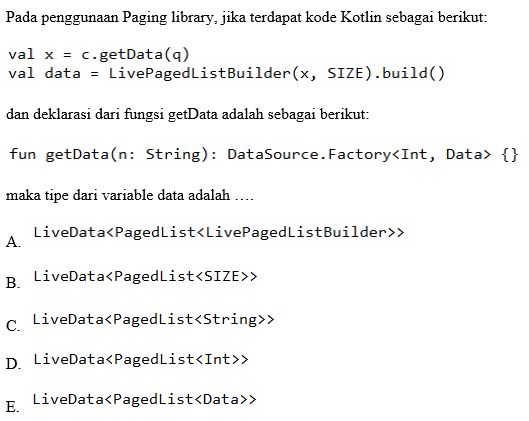 Pada penggunaan Paging library, jika terdapat kode Kotlin sebagai berikut:
val x = c.getData(q)
val data = LivePagedListBuilder(x, SIZE).build()
dan deklarasi dari fungsi getData adalah sebagai berikut:
fun getData(n: String): DataSource.Factory<Int, Data> {}
maka tipe dari variable data adalah ….
A. LiveData<PagedList<LivePagedListBuilder>>
B. LiveData<PagedList<SIZE>>
C. LiveData<PagedList<String>>
D. LiveData<PagedList<Int>>
E. LiveData<PagedList<Data>>